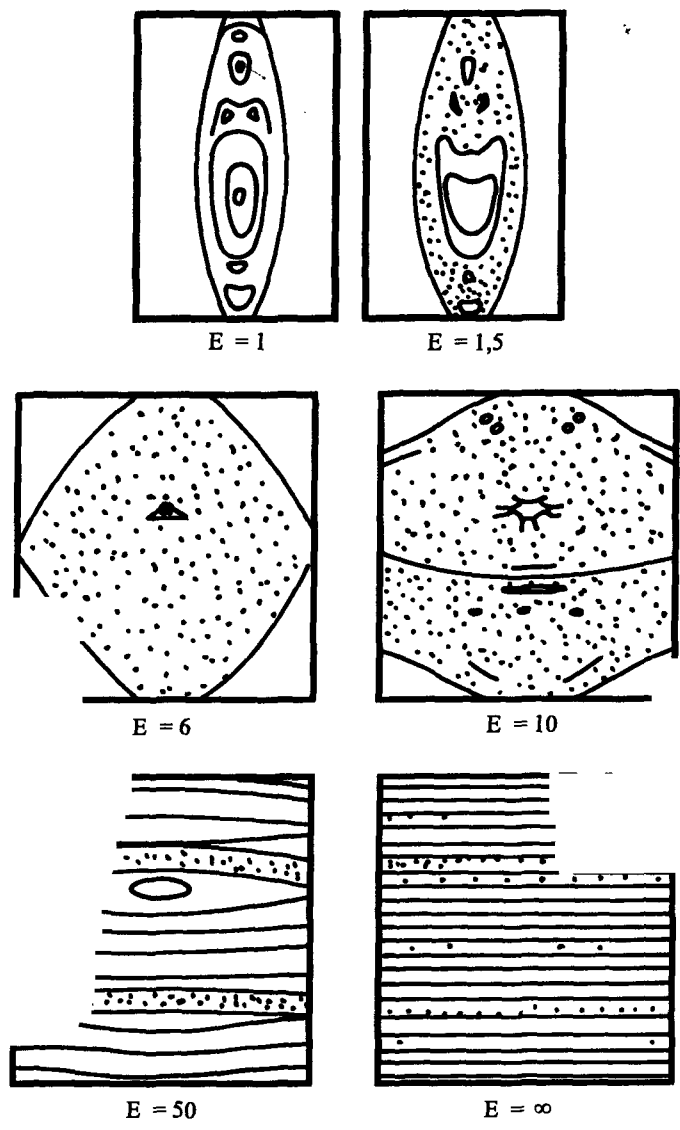 E = 1
E = 1,5
E = 6
E = 10
E = 50
E = ∞